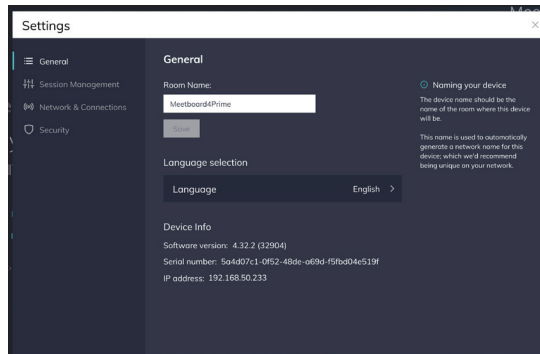 Settings
General
Session Management
Network & Connections
Security
General
Room Name:
Meetboard4Prime
Send
Language selection
Language
English
Device Info
Software version: 4.32.2 (32904)
Serial number: 5a4d07c1-0f52-48de-a69d-f5fbd04e519f
IP address: 192.168.50.233
Naming your device
The device name should be the
name of the room where this device
will be.
This name is used to automatically
generate a network name for this
device; which we'd recommend
being unique on your network.